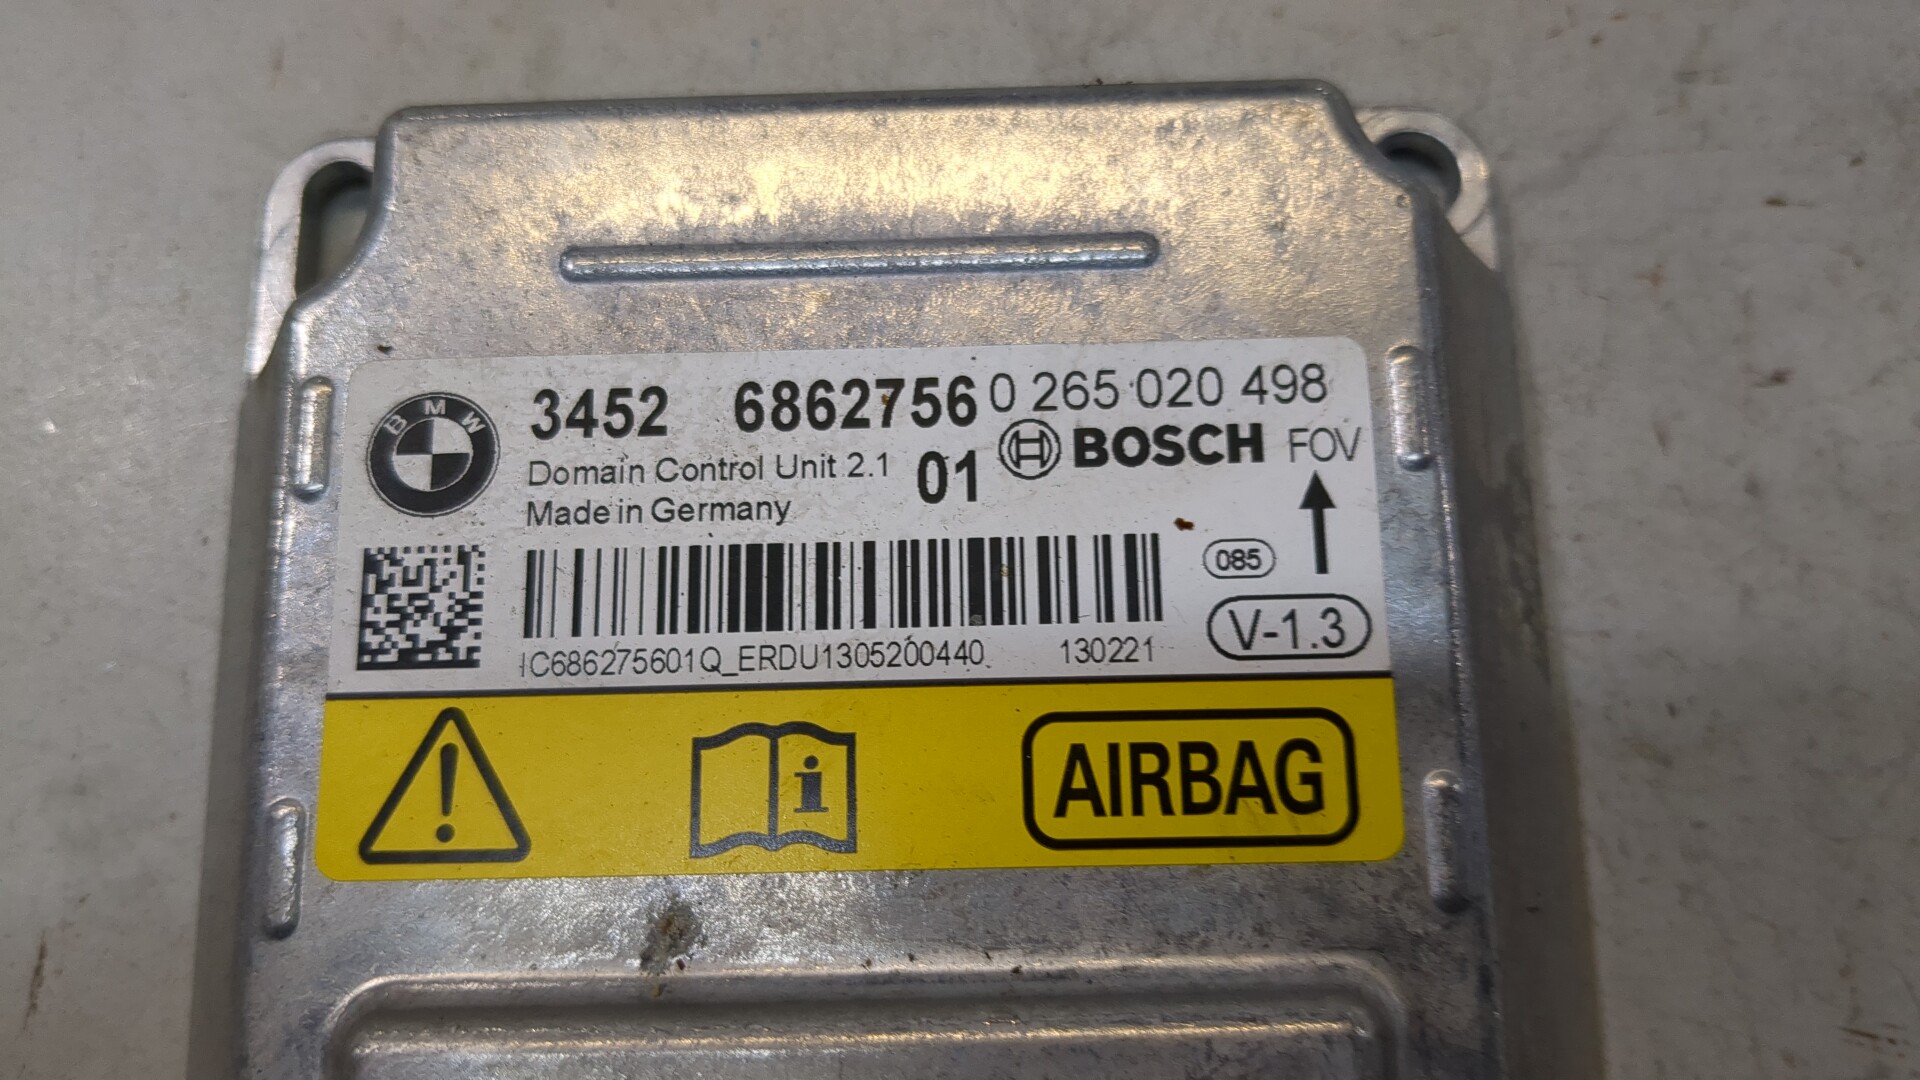 BMW
3452 6862756 0 265 020 498
Domain Control Unit 2.1 01 BOSCH FOV
Made in Germany
085
V-1.3
IC686275601Q_ERDU1305200440 130221
AIRBAG